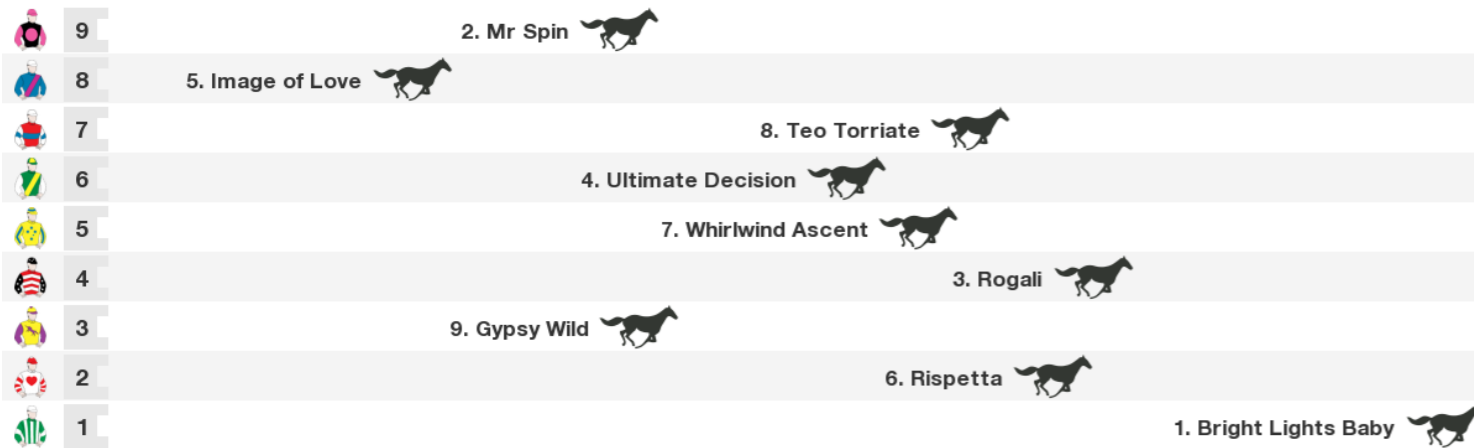 9 2. Mr Spin
8 5. Image of Love
7 8. Teo Torriate
6 4. Ultimate Decision
5 7. Whirlwind Ascent
4 3. Rogali
3 9. Gypsy Wild
2 6. Rispetta
1 1. Bright Lights Baby